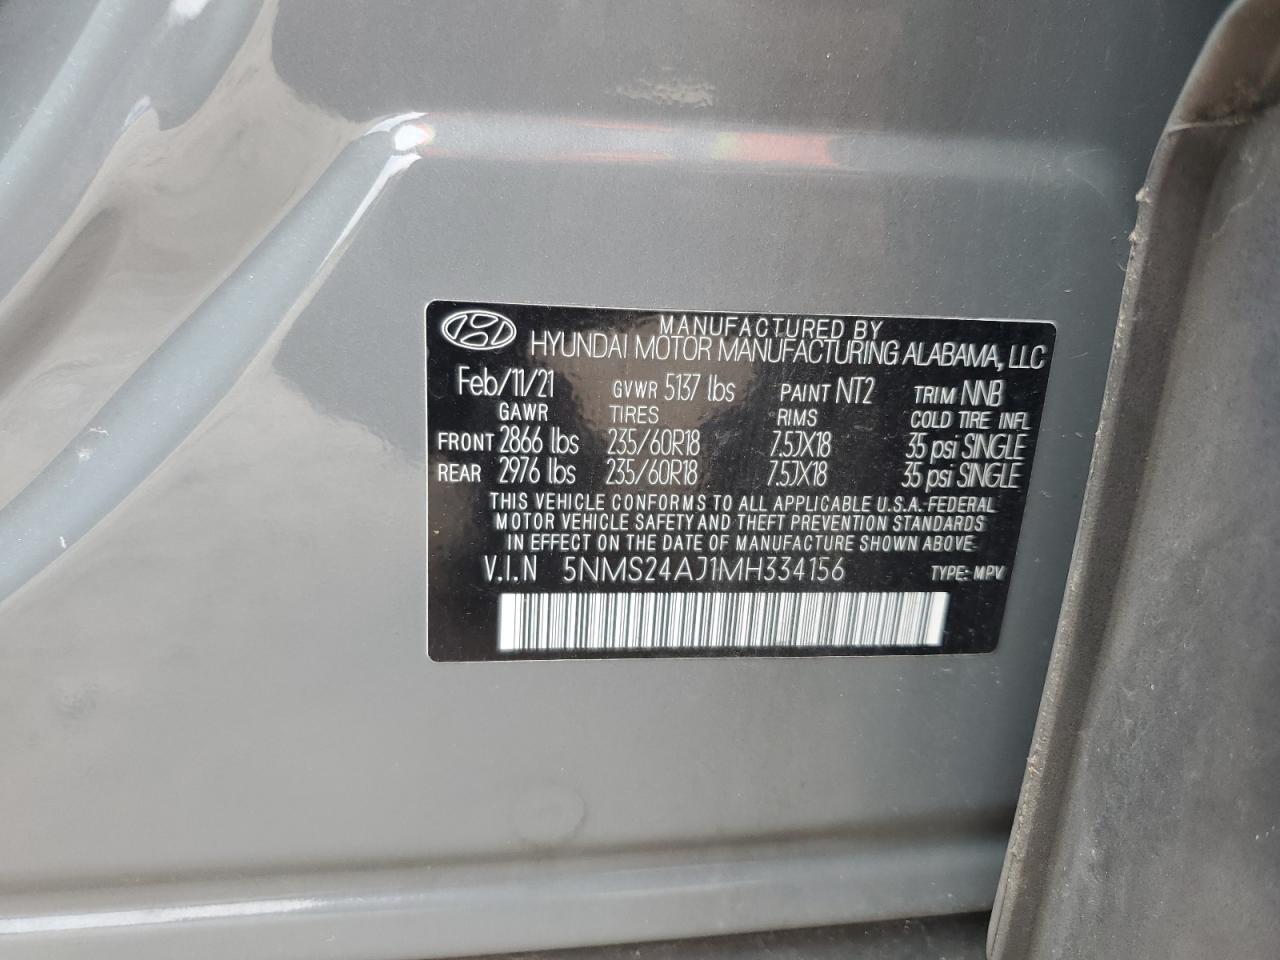 MANUFACTURED BY
HYUNDAI MOTOR MANUFACTURING ALABAMA, LLC
Feb/11/21 GVWR 5137 lbs PAINT NT2 TRIM NNB
GAWR TIRES RIMS COLD TIRE INFL
FRONT 2866 lbs 235/60R18 7.5JX18 35 psi SINGLE
REAR 2976 lbs 235/60R18 7.5JX18 35 psi SINGLE
THIS VEHICLE CONFORMS TO ALL APPLICABLE U.S.A. FEDERAL
MOTOR VEHICLE SAFETY AND THEFT PREVENTION STANDARDS
IN EFFECT ON THE DATE OF MANUFACTURE SHOWN ABOVE.
V.I.N 5NMS24AJ1MH334156 TYPE: MPV